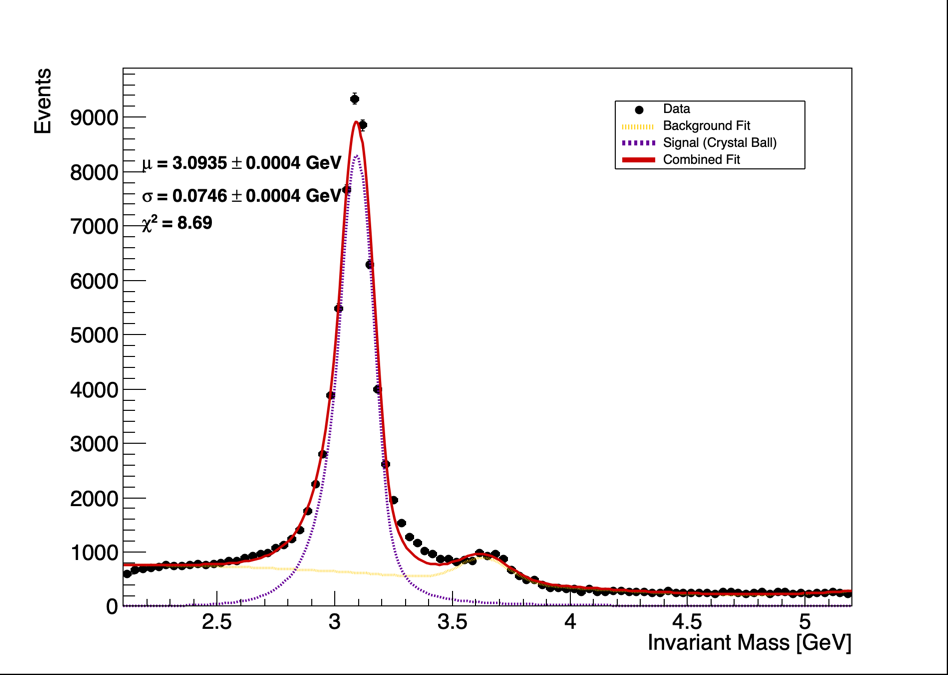 Events
9000
8000
7000
6000
5000
4000
3000
2000
1000
0
μ = 3.0935 ± 0.0004 GeV
σ = 0.0746 ± 0.0004 GeV
χ² = 8.69
Data
Background Fit
Signal (Crystal Ball)
Combined Fit
2.5 3 3.5 4 4.5 5
Invariant Mass [GeV]